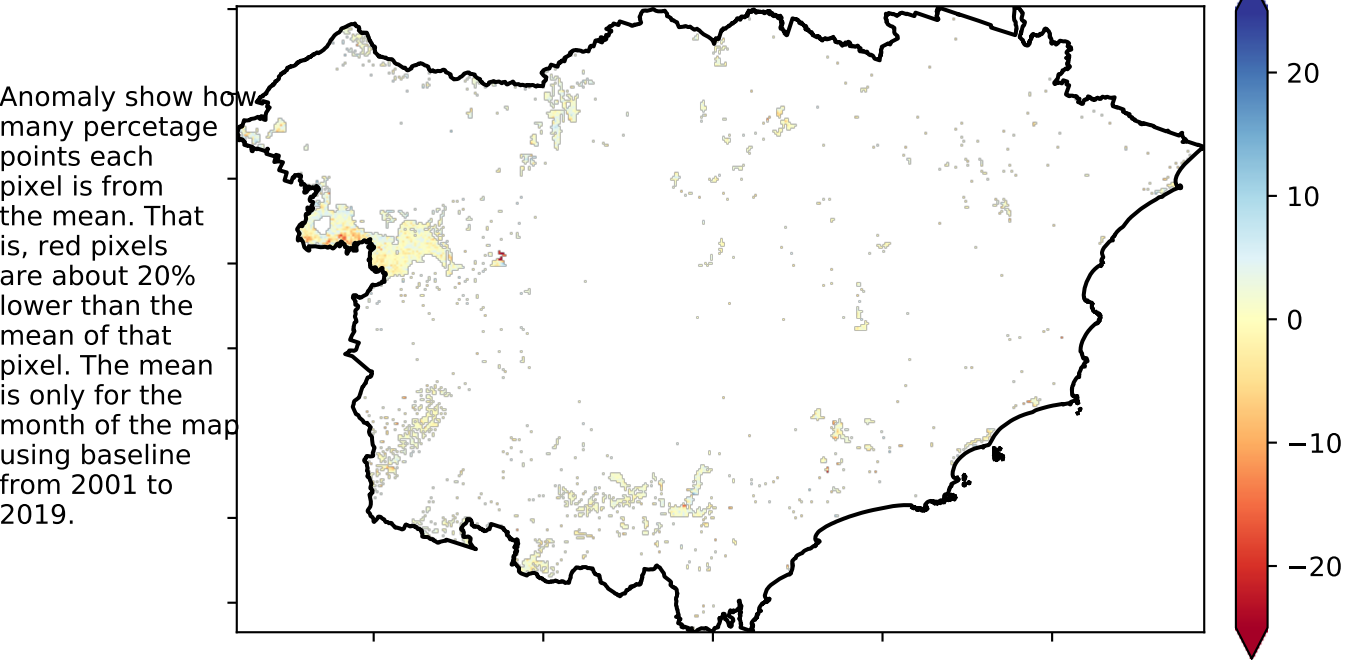 Anomaly show how
many percetage
points each
pixel is from
the mean. That
is, red pixels
are about 20%
lower than the
mean of that
pixel. The mean
is only for the
month of the map
using baseline
from 2001 to
2019.
20
10
0
−10
−20